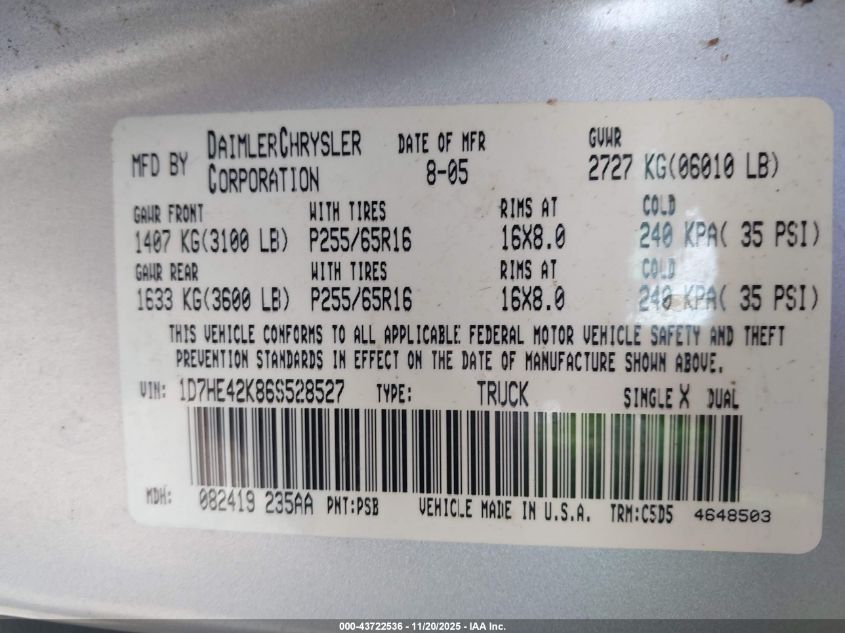 MFD BY DAIMLERCHRYSLER CORPORATION DATE OF MFR 8-05 GVWR 2727 KG(06010 LB)
GAWR FRONT WITH TIRES RIMS AT COLD
1407 KG(3100 LB) P255/65R16 16X8.0 240 KPA( 35 PSI)
GAWR REAR WITH TIRES RIMS AT COLD
1633 KG(3600 LB) P255/65R16 16X8.0 240 KPA( 35 PSI)
THIS VEHICLE CONFORMS TO ALL APPLICABLE FEDERAL MOTOR VEHICLE SAFETY AND THEFT
PREVENTION STANDARDS IN EFFECT ON THE DATE OF MANUFACTURE SHOWN ABOVE.
VIN: 1D7HE42K86S528527 TYPE: TRUCK SINGLE X DUAL
MDH: 082419 235AA PNT:PSB VEHICLE MADE IN U.S.A. TRM:C5D5 4648503
000-43722536 - 11/20/2025 - IAA Inc.